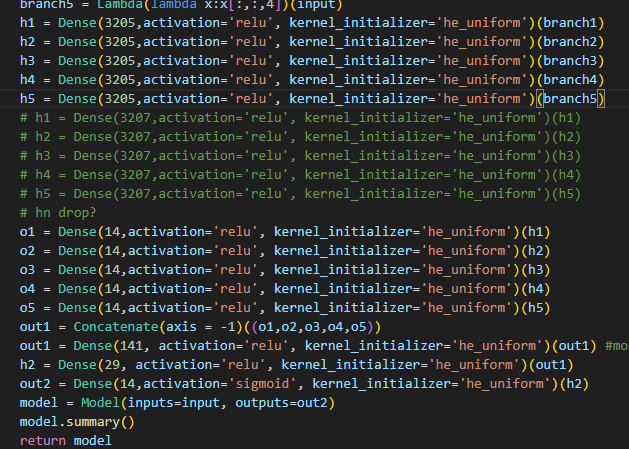 branch5 = Lambda(lambda x:x[:,:,4])(input)
h1 = Dense(3205,activation='relu', kernel_initializer='he_uniform')(branch1)
h2 = Dense(3205,activation='relu', kernel_initializer='he_uniform')(branch2)
h3 = Dense(3205,activation='relu', kernel_initializer='he_uniform')(branch3)
h4 = Dense(3205,activation='relu', kernel_initializer='he_uniform')(branch4)
h5 = Dense(3205,activation='relu', kernel_initializer='he_uniform')(branch5)
# h1 = Dense(3207,activation='relu', kernel_initializer='he_uniform')(h1)
# h2 = Dense(3207,activation='relu', kernel_initializer='he_uniform')(h2)
# h3 = Dense(3207,activation='relu', kernel_initializer='he_uniform')(h3)
# h4 = Dense(3207,activation='relu', kernel_initializer='he_uniform')(h4)
# h5 = Dense(3207,activation='relu', kernel_initializer='he_uniform')(h5)
# hn drop?
o1 = Dense(14,activation='relu', kernel_initializer='he_uniform')(h1)
o2 = Dense(14,activation='relu', kernel_initializer='he_uniform')(h2)
o3 = Dense(14,activation='relu', kernel_initializer='he_uniform')(h3)
o4 = Dense(14,activation='relu', kernel_initializer='he_uniform')(h4)
o5 = Dense(14,activation='relu', kernel_initializer='he_uniform')(h5)
out1 = Concatenate(axis = -1)((o1,o2,o3,o4,o5))
out1 = Dense(141, activation='relu', kernel_initializer='he_uniform')(out1) #mo
h2 = Dense(29, activation='relu', kernel_initializer='he_uniform')(out1)
out2 = Dense(14,activation='sigmoid', kernel_initializer='he_uniform')(h2)
model = Model(inputs=input, outputs=out2)
model.summary()
return model